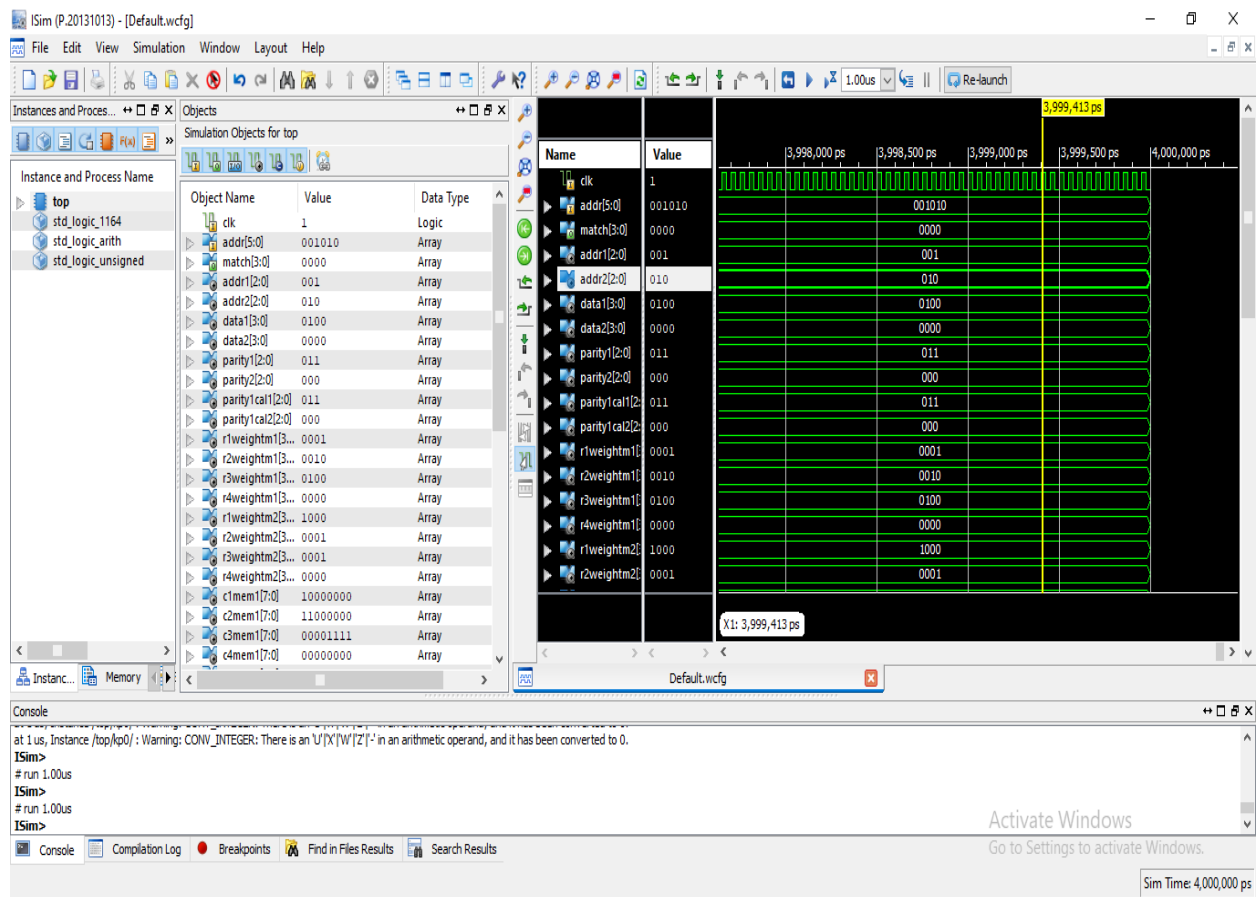 ISim (P.20131013) - [Default.wcfg]
File Edit View Simulation Window Layout Help
1.00us Re-launch
Instances and Proces...
Instance and Process Name
top
std_logic_1164
std_logic_arith
std_logic_unsigned
Instanc... Memory
Objects
Simulation Objects for top
Object Name Value Data Type
clk 1 Logic
addr[5:0] 001010 Array
match[3:0] 0000 Array
addr1[2:0] 001 Array
addr2[2:0] 010 Array
data1[3:0] 0100 Array
data2[3:0] 0000 Array
parity1[2:0] 011 Array
parity2[2:0] 000 Array
parity1cal1[2:0] 011 Array
parity1cal2[2:0] 000 Array
r1weightm1[3... 0001 Array
r2weightm1[3... 0010 Array
r3weightm1[3... 0100 Array
r4weightm1[3... 0000 Array
r1weightm2[3... 1000 Array
r2weightm2[3... 0001 Array
r3weightm2[3... 0001 Array
r4weightm2[3... 0000 Array
c1mem1[7:0] 10000000 Array
c2mem1[7:0] 11000000 Array
c3mem1[7:0] 00001111 Array
c4mem1[7:0] 00000000 Array
3,999,413 ps
Name Value 3,998,000 ps 3,998,500 ps 3,999,000 ps 3,999,500 ps 4,000,000 ps
clk 1
addr[5:0] 001010 001010
match[3:0] 0000 0000
addr1[2:0] 001 001
addr2[2:0] 010 010
data1[3:0] 0100 0100
data2[3:0] 0000 0000
parity1[2:0] 011 011
parity2[2:0] 000 000
parity1cal1[2: 011 011
parity1cal2[2: 000 000
r1weightm1[ 0001 0001
r2weightm1[ 0010 0010
r3weightm1[ 0100 0100
r4weightm1[ 0000 0000
r1weightm2[ 1000 1000
r2weightm2[ 0001 0001
X1: 3,999,413 ps
Default.wcfg
Console
at 1 us, Instance /top/kp0/ : Warning: CONV_INTEGER: There is an 'U'|'X'|'W'|'Z'|'-' in an arithmetic operand, and it has been converted to 0.
ISim>
# run 1.00us
ISim>
# run 1.00us
ISim>
Console Compilation Log Breakpoints Find in Files Results Search Results
Activate Windows
Go to Settings to activate Windows.
Sim Time: 4,000,000 ps